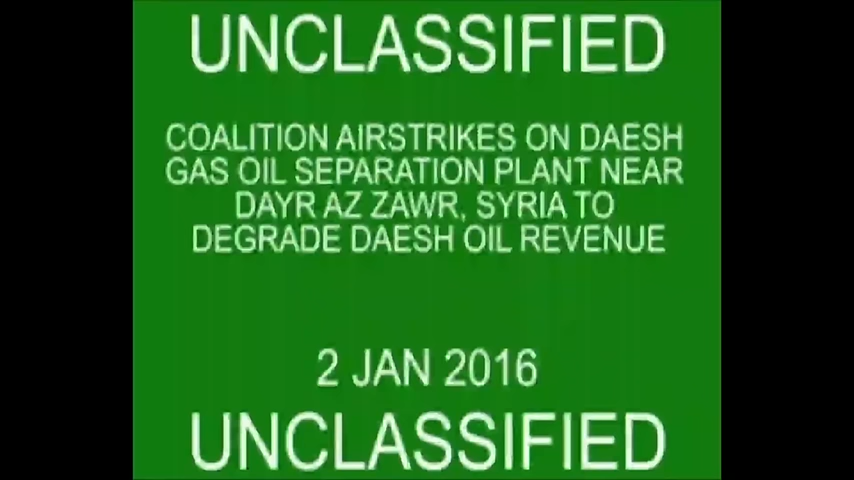 UNCLASSIFIED
COALITION AIRSTRIKES ON DAESH
GAS OIL SEPARATION PLANT NEAR
DAYR AZ ZAWR, SYRIA TO
DEGRADE DAESH OIL REVENUE
2 JAN 2016
UNCLASSIFIED